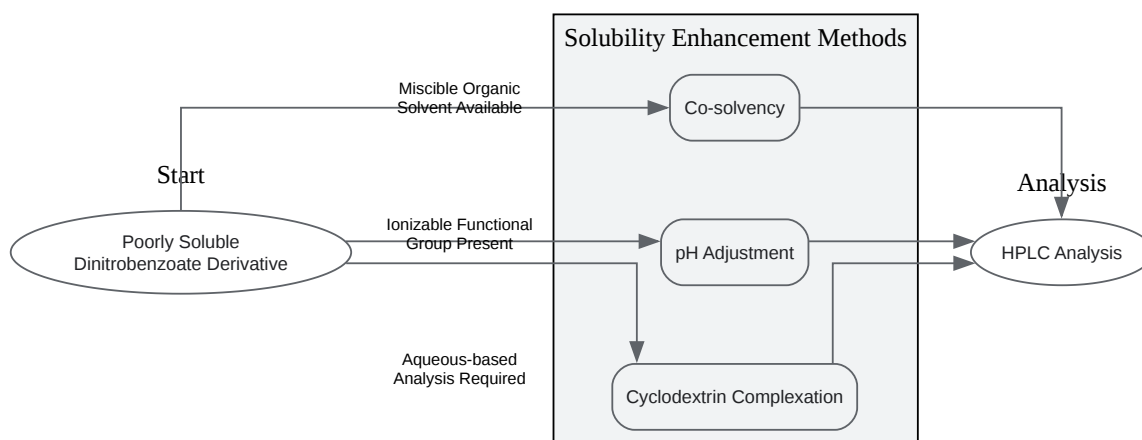 Solubility Enhancement Methods
Miscible Organic
Solvent Available
Co-solvency
Start
Analysis
Ionizable Functional
Group Present
Poorly Soluble
Dinitrobenzoate Derivative
pH Adjustment
HPLC Analysis
Aqueous-based
Analysis Required
Cyclodextrin Complexation